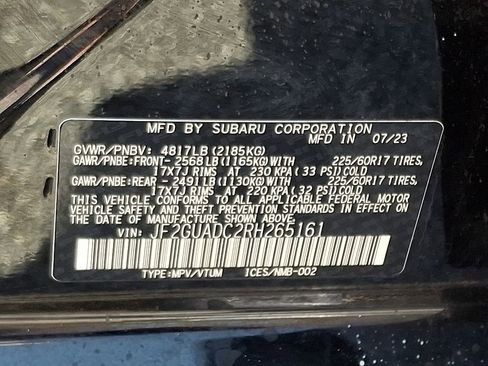 MFD BY SUBARU CORPORATION
MFD IN 07/23
GVWR/PNBV: 4817LB(2185KG)
GAWR/PNBE:FRONT- 2568LB(1165KG)WITH 225/60R17 TIRES,
17X7J RIMS AT 230 KPA(33 PSI)COLD
GAWR/PNBE:REAR -2491LB(1130KG)WITH 225/60R17 TIRES,
17X7J RIMS AT 220 KPA(32 PSI)COLD
THIS VEHICLE CONFORMS TO ALL APPLICABLE FEDERAL MOTOR
VEHICLE SAFETY AND THEFT PREVENTION STANDARDS IN EFFECT ON
THE DATE OF MANUFACTURE SHOWN ABOVE.
VIN: JF2GUADC2RH265161
TYPE:MPV/VTUM ICES/NMB-002